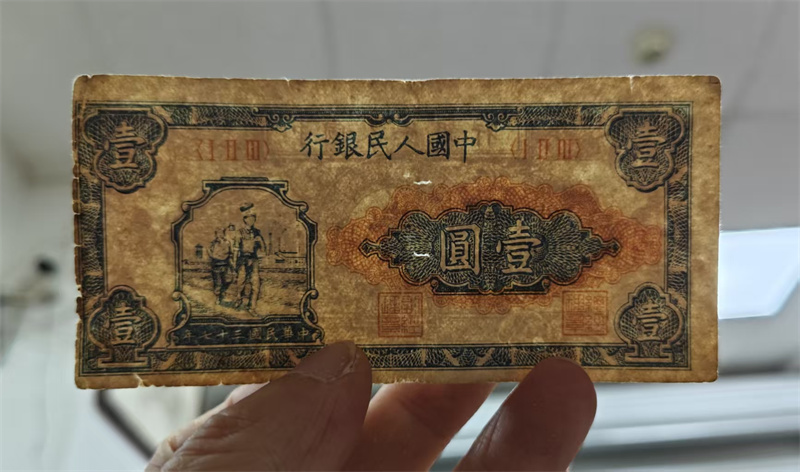 壹 壹
中國人民銀行
壹圓
中華民國三十七年
壹 壹